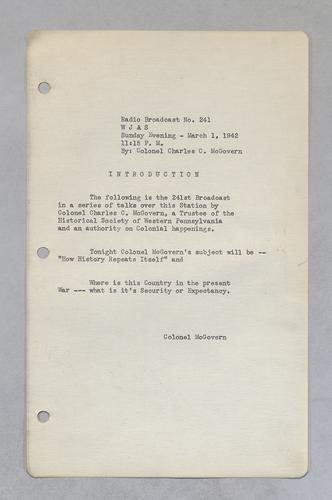 Radio Broadcast No. 241
W J A S
Sunday Evening - March 1, 1942
11:15 P. M.
By: Colonel Charles C. McGovern
I N T R O D U C T I O N
The following is the 241st Broadcast
in a series of talks over this Station by
Colonel Charles C. McGovern, a Trustee of the
Historical Society of Western Pennsylvania
and an authority on Colonial happenings.
Tonight Colonel McGovern's subject will be --
"How History Repeats Itself" and
Where is this Country in the present
War --- what is it's Security or Expectancy.
Colonel McGovern